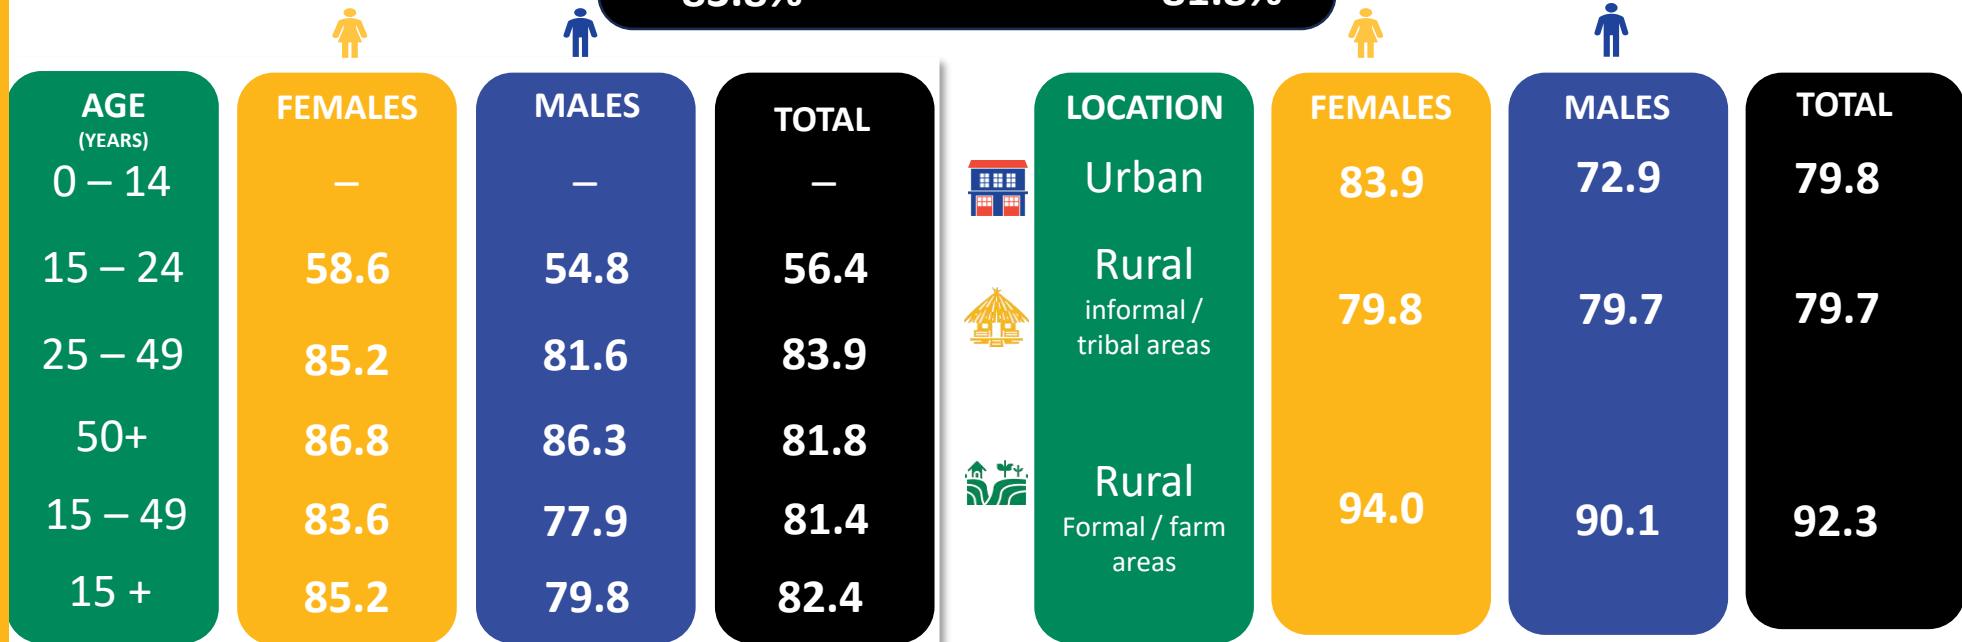 AGE FEMALES MALES TOTAL
(YEARS)
0 – 14 – – –
15 – 24 58.6 54.8 56.4
25 – 49 85.2 81.6 83.9
50+ 86.8 86.3 81.8
15 – 49 83.6 77.9 81.4
15 + 85.2 79.8 82.4
LOCATION FEMALES MALES TOTAL
Urban 83.9 72.9 79.8
Rural
informal / 79.8 79.7 79.7
tribal areas
Rural
Formal / farm 94.0 90.1 92.3
areas